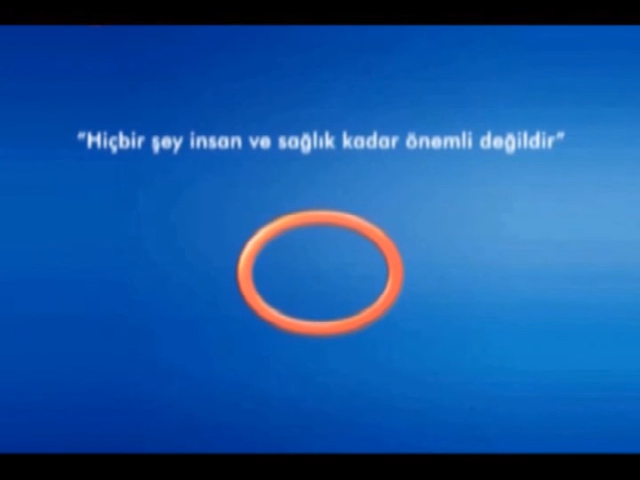 “Hiçbir şey insan ve sağlık kadar önemli değildir”